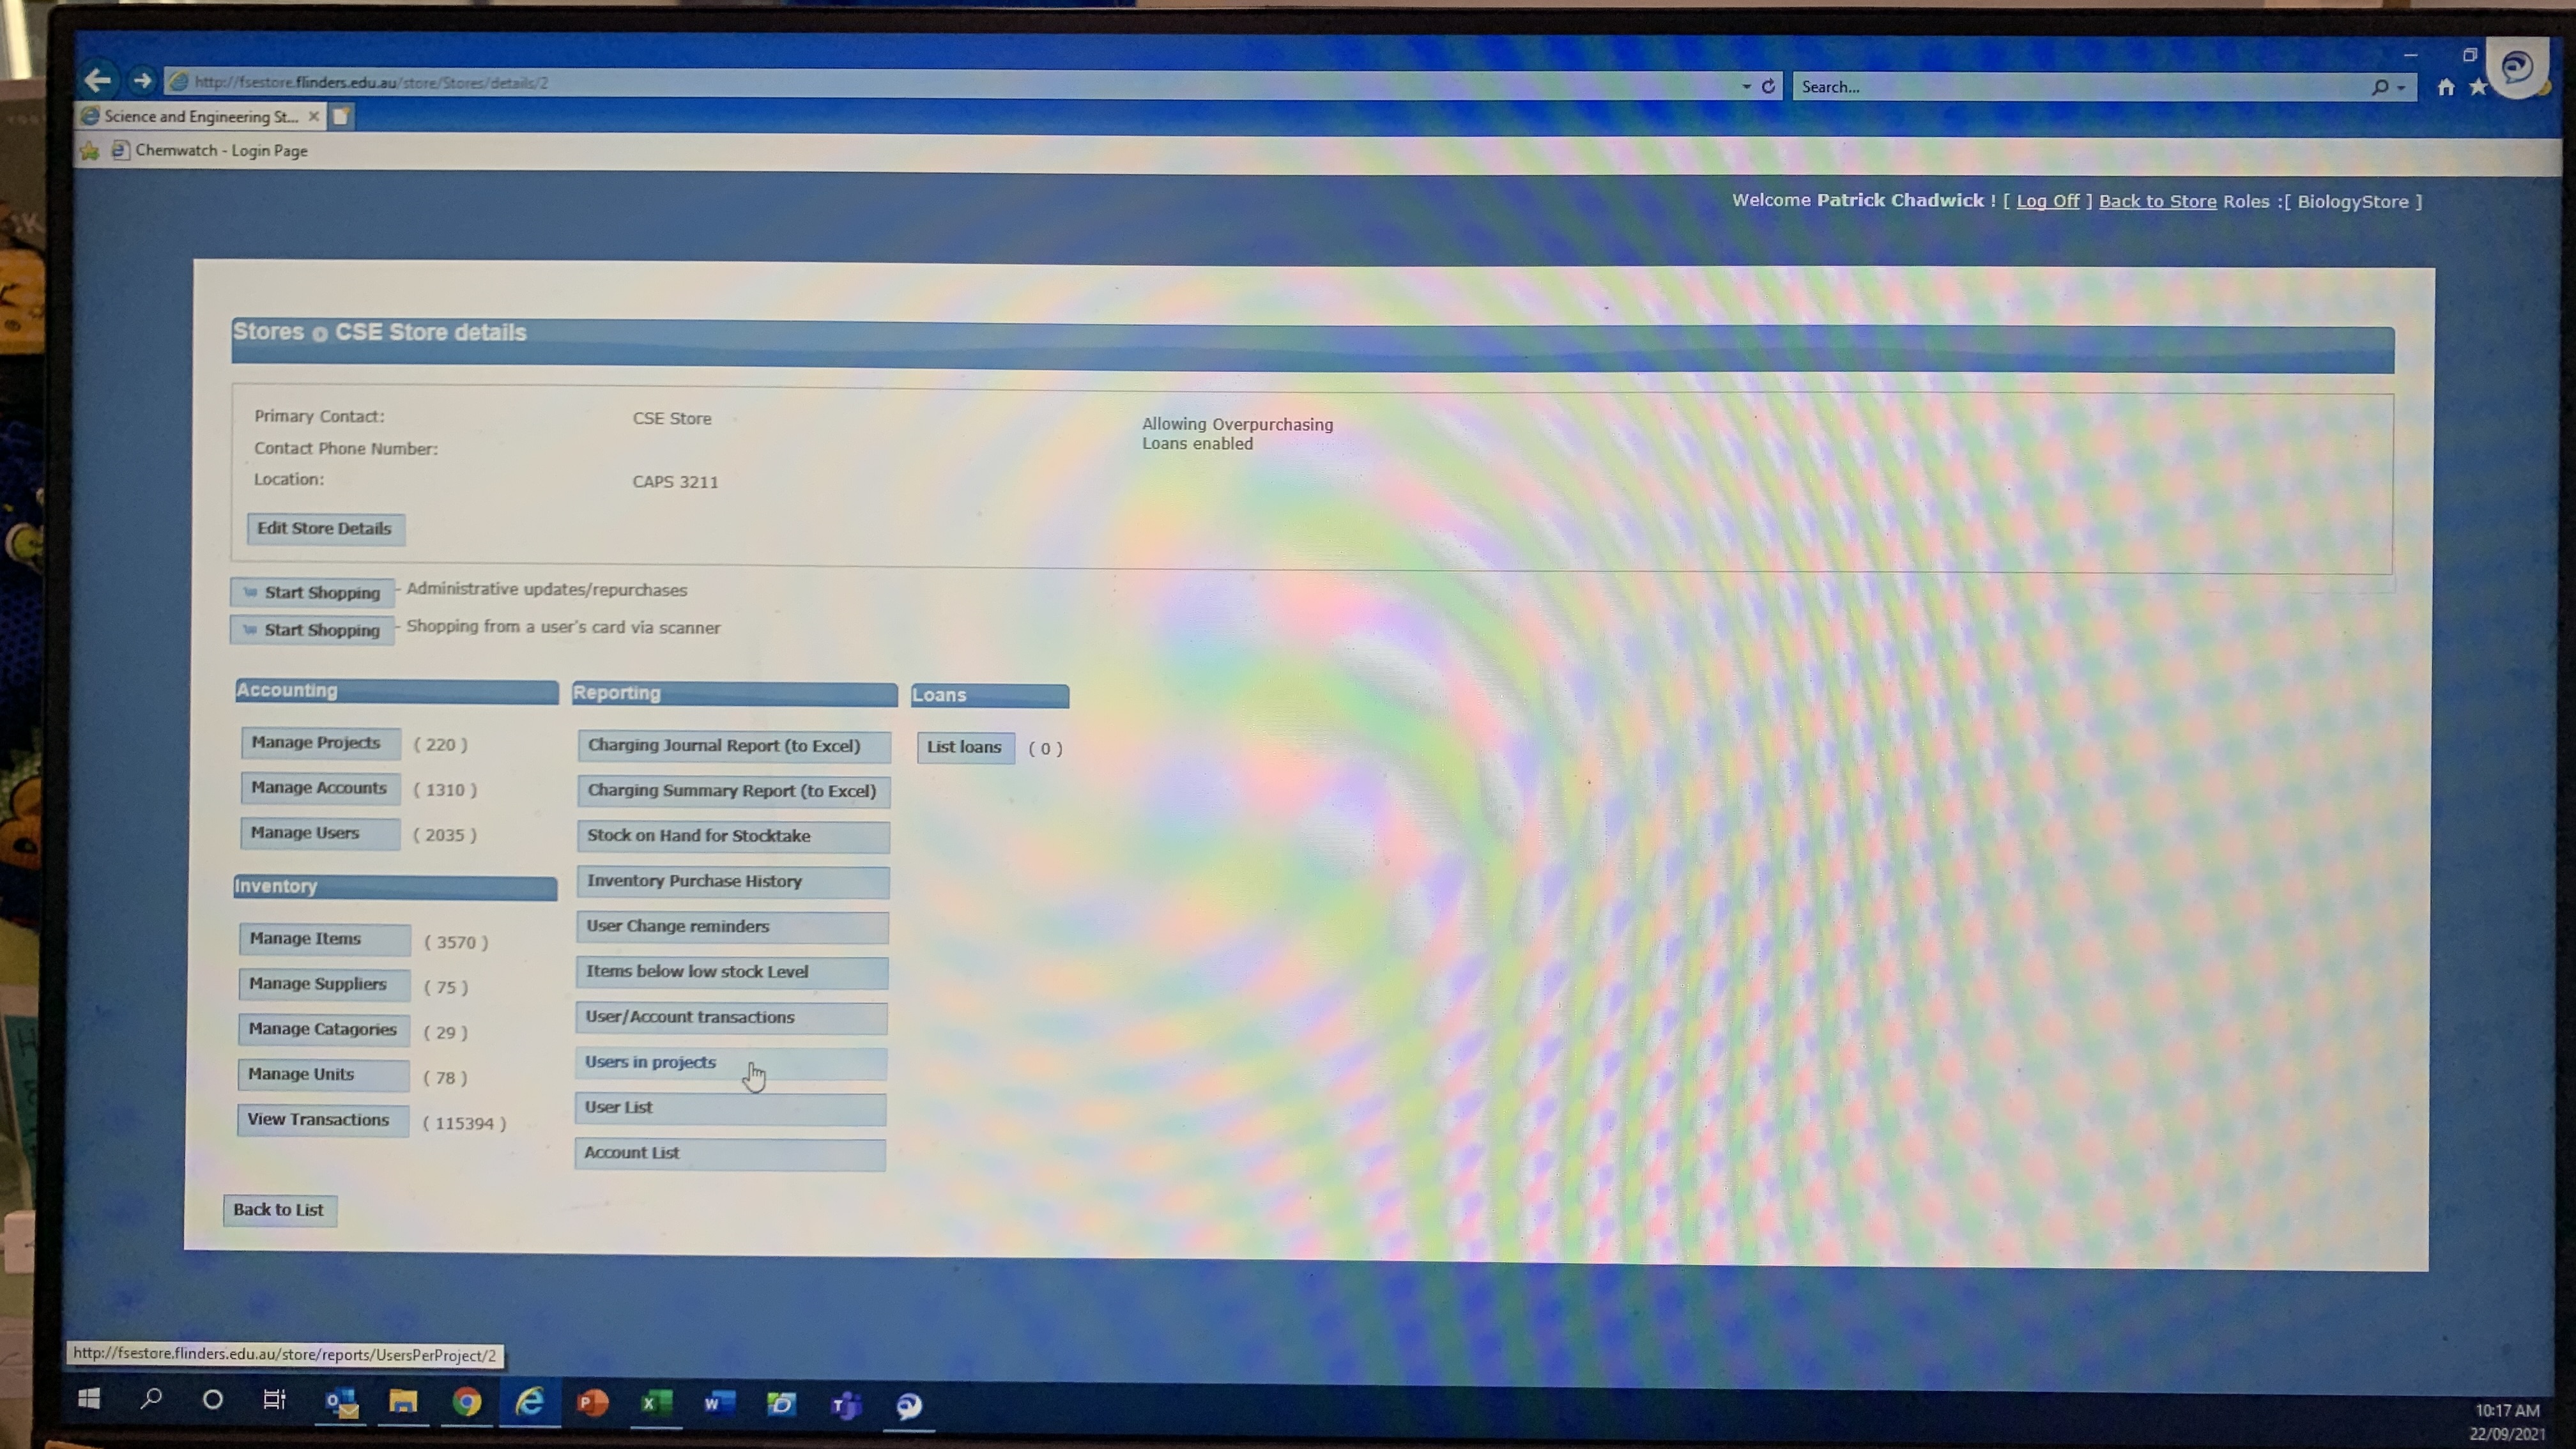 http://fsestore.flinders.edu.au/store/Stores/details/2
Search...
Science and Engineering St...
Chemwatch - Login Page
Welcome Patrick Chadwick ! [ Log Off ] Back to Store Roles :[ BiologyStore ]
Stores CSE Store details
Primary Contact: CSE Store
Allowing Overpurchasing
Loans enabled
Contact Phone Number:
Location: CAPS 3211
Edit Store Details
Start Shopping - Administrative updates/repurchases
Start Shopping - Shopping from a user's card via scanner
Accounting
Manage Projects ( 220 )
Manage Accounts ( 1310 )
Manage Users ( 2035 )
Inventory
Manage Items ( 3570 )
Manage Suppliers ( 75 )
Manage Catagories ( 29 )
Manage Units ( 78 )
View Transactions ( 115394 )
Reporting
Charging Journal Report (to Excel)
Charging Summary Report (to Excel)
Stock on Hand for Stocktake
Inventory Purchase History
User Change reminders
Items below low stock Level
User/Account transactions
Users in projects
User List
Account List
Loans
List loans ( 0 )
Back to List
http://fsestore.flinders.edu.au/store/reports/UsersPerProject/2
10:17 AM
22/09/2021